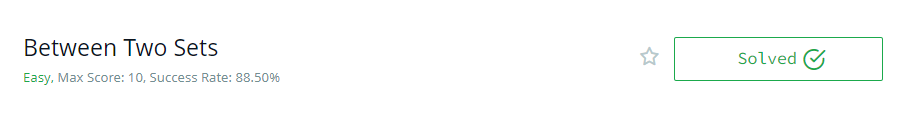 Between Two Sets
Solved
Easy, Max Score: 10, Success Rate: 88.50%